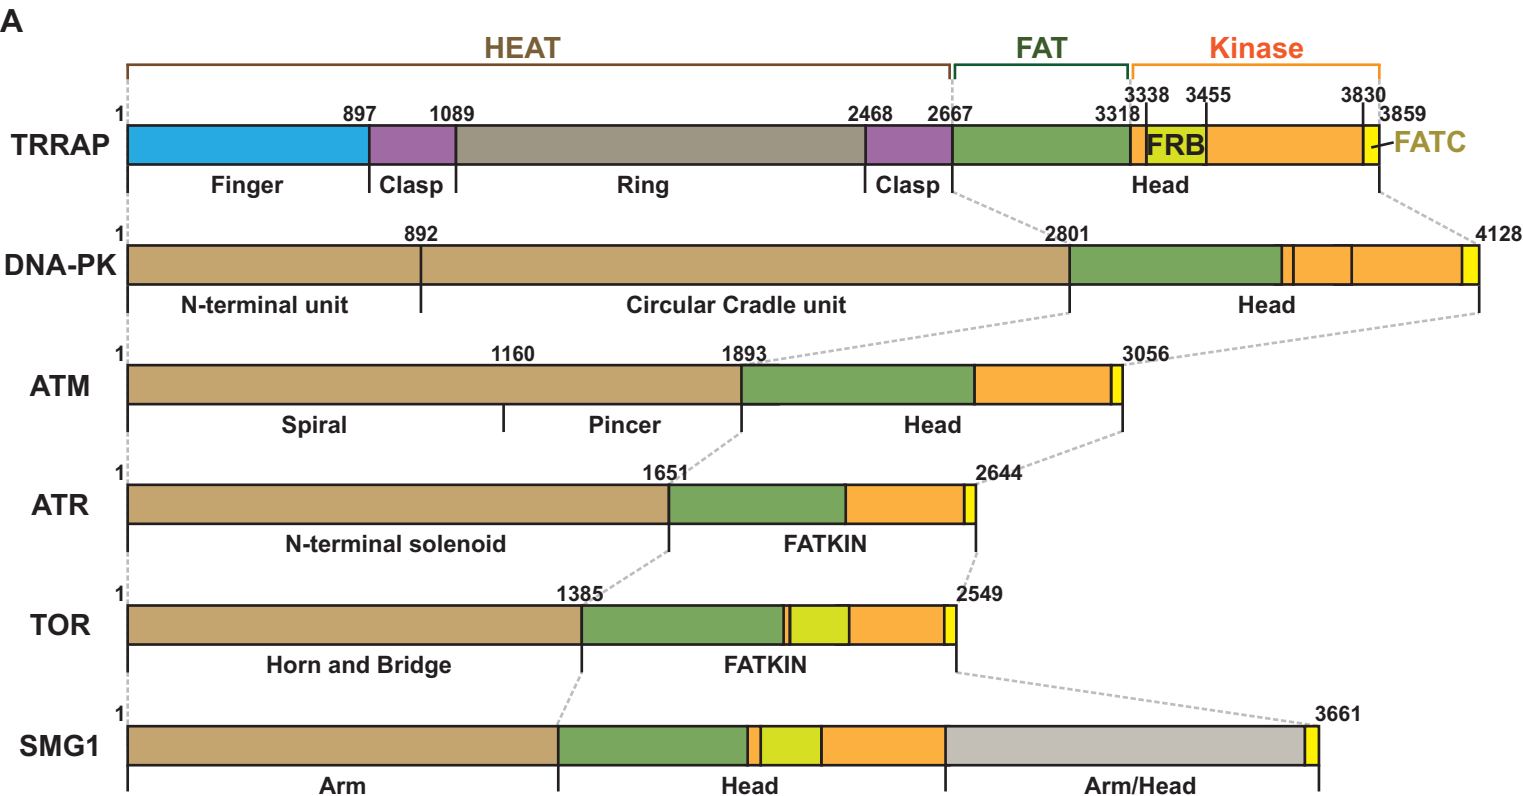 A
HEAT FAT Kinase
1 897 1089 2468 2667 3318 3338 3455 3830 3859
TRRAP FRB FATC
Finger Clasp Ring Clasp Head
1 892 2801 4128
DNA-PK
N-terminal unit Circular Cradle unit Head
1 1160 1893 3056
ATM
Spiral Pincer Head
1 1651 2644
ATR
N-terminal solenoid FATKIN
1 1385 2549
TOR
Horn and Bridge FATKIN
1 3661
SMG1
Arm Head Arm/Head